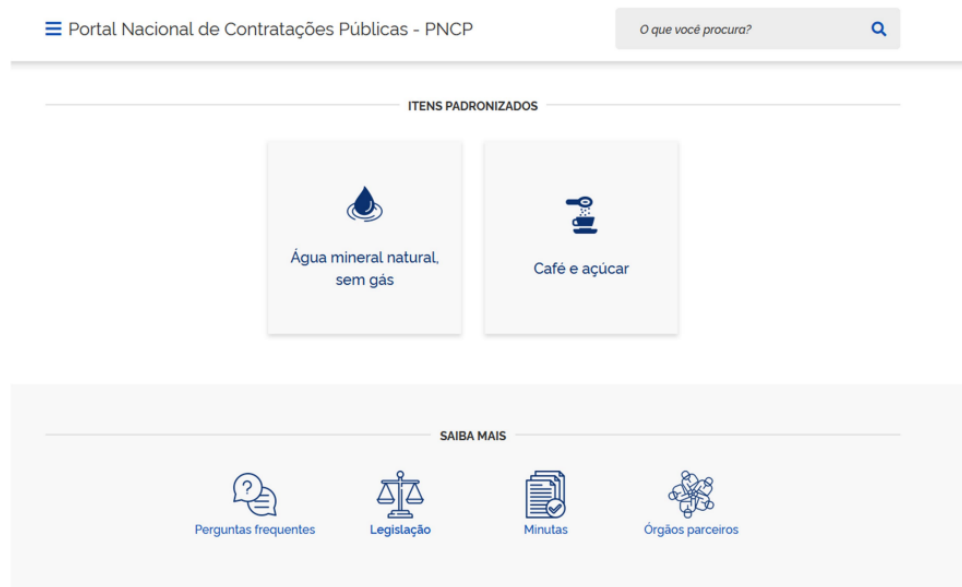 Portal Nacional de Contratações Públicas - PNCP
O que você procura?
ITENS PADRONIZADOS
Água mineral natural,
sem gás
Café e açúcar
SAIBA MAIS
Perguntas frequentes
Legislação
Minutas
Órgãos parceiros